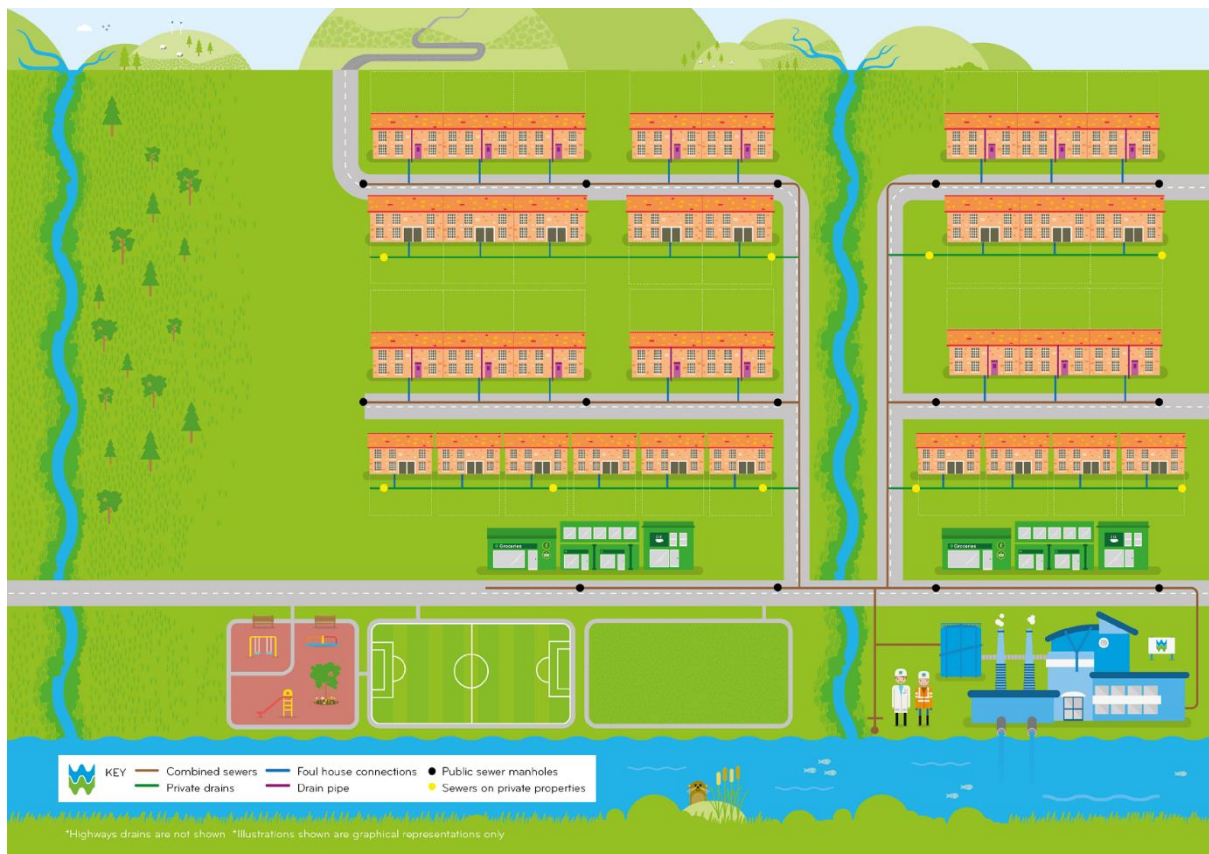 Groceries
Groceries
KEY
Combined sewers
Foul house connections
Public sewer manholes
Private drains
Drain pipe
Sewers on private properties
*Highways drains are not shown *Illustrations shown are graphical representations only